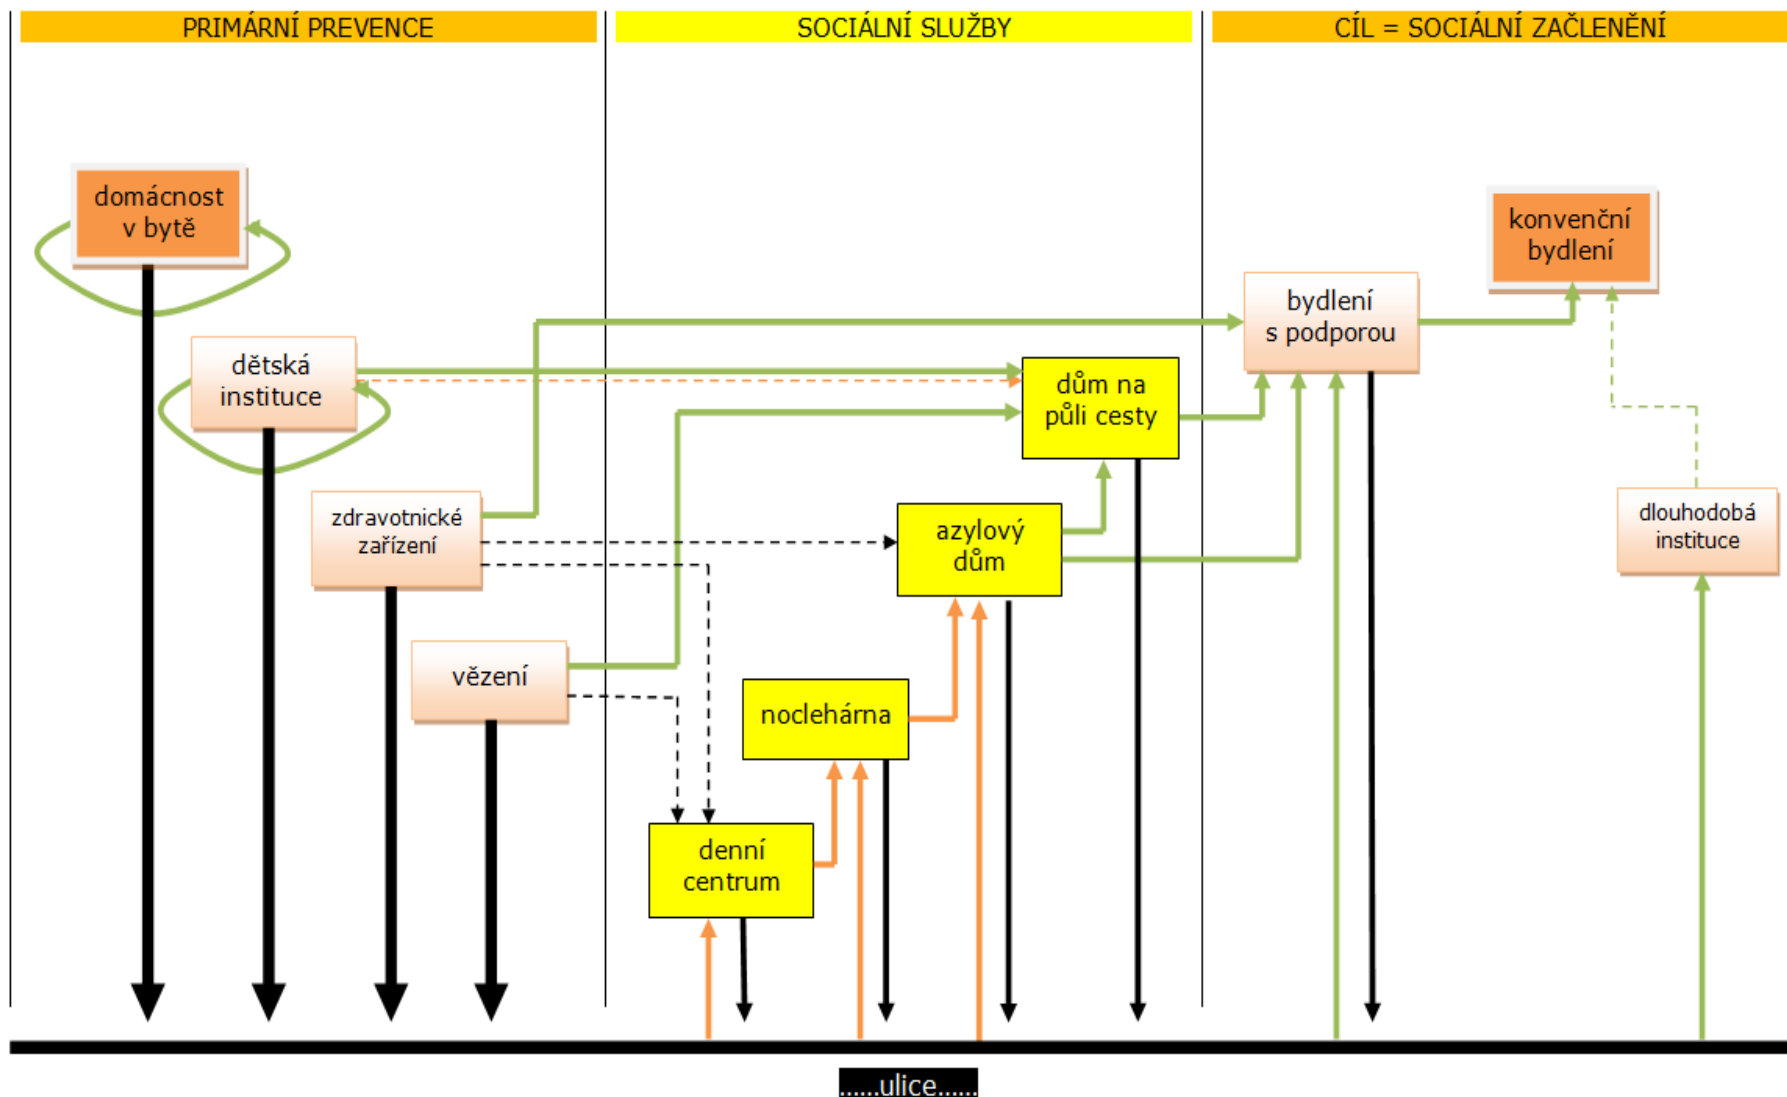 PRIMÁRNÍ PREVENCE
SOCIÁLNÍ SLUŽBY
CÍL = SOCIÁLNÍ ZAČLENĚNÍ
domácnost
v bytě
konvenční
bydlení
bydlení
s podporou
dětská
instituce
dům na
půli cesty
zdravotnické
zařízení
azylový
dům
dlouhodobá
instituce
vězení
noclehárna
denní
centrum
......ulice......